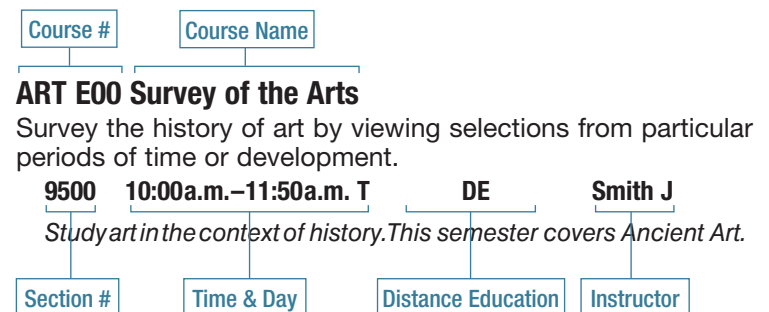 Course # Course Name
ART E00 Survey of the Arts
Survey the history of art by viewing selections from particular
periods of time or development.
9500 10:00a.m.–11:50a.m. T DE Smith J
Study art in the context of history. This semester covers Ancient Art.
Section # Time & Day Distance Education Instructor